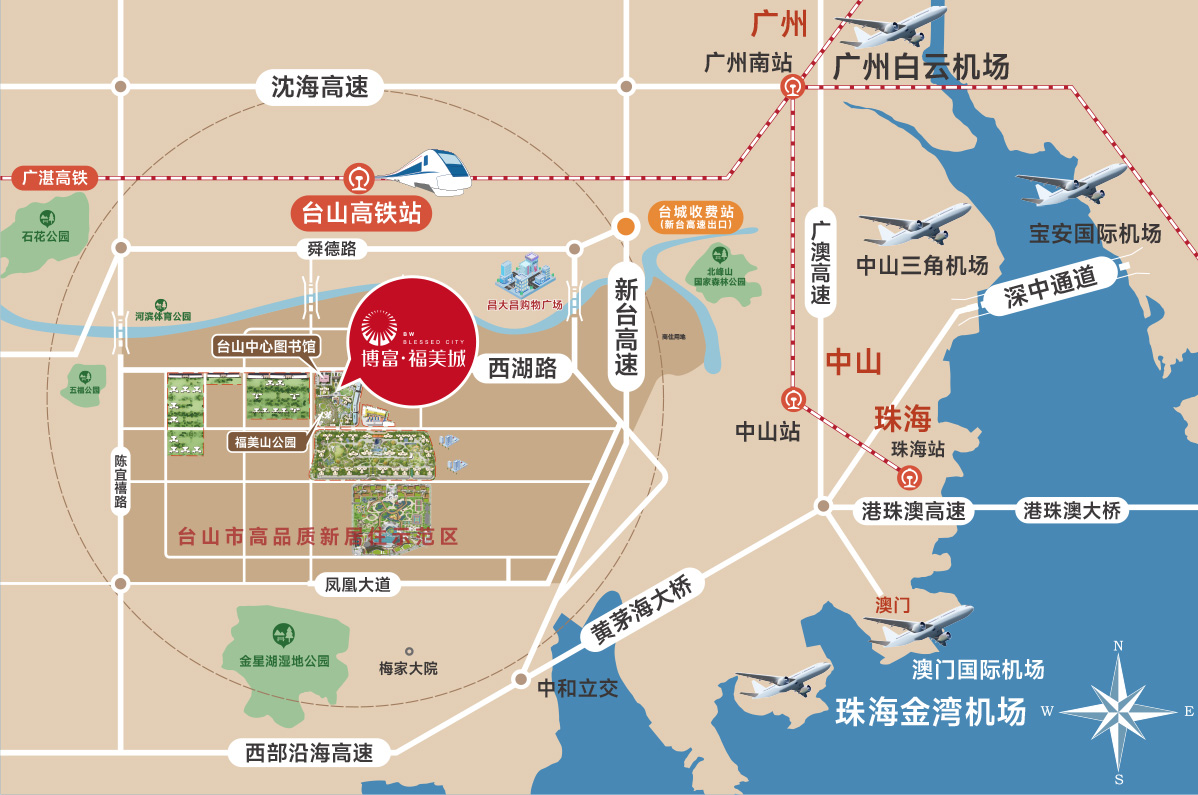 广州
广州南站
广州白云机场
沈海高速
广湛高铁
台山高铁站
台城收费站
(新台高速出口)
石花公园
舜德路
北峰山
国家森林公园
广澳高速
中山三角机场
宝安国际机场
深中通道
新台高速
昌大昌购物广场
河滨体育公园
台山中心图书馆
BW
BLESSED CITY
博富·福美城
西湖路
中山
中山站
珠海
珠海站
福美山公园
陈宜禧路
港珠澳高速
港珠澳大桥
台山市高品质新居住示范区
凤凰大道
黄茅海大桥
澳门
澳门国际机场
金星湖湿地公园
梅家大院
中和立交
珠海金湾机场
西部沿海高速
N
W
E
S